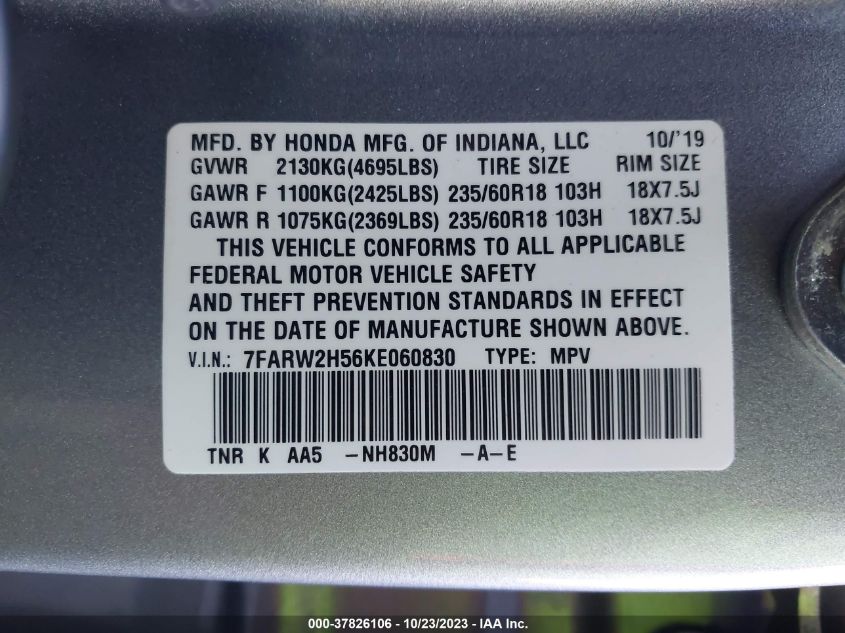 MFD. BY HONDA MFG. OF INDIANA, LLC 10/'19
GVWR 2130KG(4695LBS) TIRE SIZE RIM SIZE
GAWR F 1100KG(2425LBS) 235/60R18 103H 18X7.5J
GAWR R 1075KG(2369LBS) 235/60R18 103H 18X7.5J
THIS VEHICLE CONFORMS TO ALL APPLICABLE
FEDERAL MOTOR VEHICLE SAFETY
AND THEFT PREVENTION STANDARDS IN EFFECT
ON THE DATE OF MANUFACTURE SHOWN ABOVE.
V.I.N.: 7FARW2H56KE060830 TYPE: MPV
TNR K AA5 -NH830M -A-E
000-37826106 - 10/23/2023 - IAA Inc.